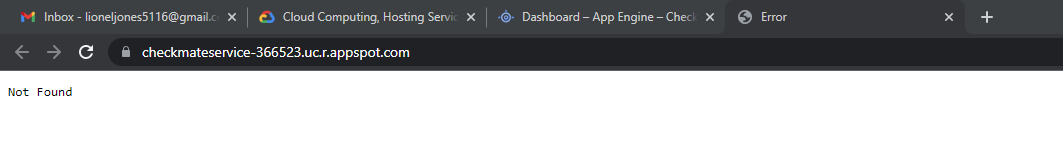 Inbox - lioneljones5116@gmail.c
Cloud Computing, Hosting Servic
Dashboard – App Engine – Check
Error
checkmateservice-366523.uc.r.appspot.com
Not Found